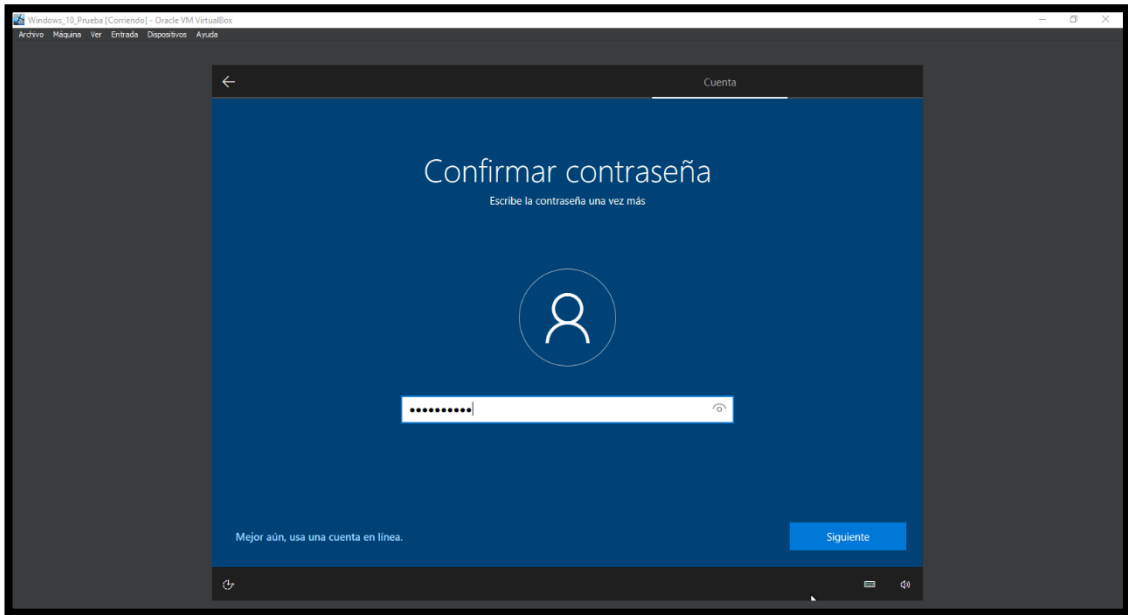 Windows_10_Prueba [Corriendo] - Oracle VM VirtualBox
Archivo Máquina Ver Entrada Dispositivos Ayuda
Cuenta
Confirmar contraseña
Escribe la contraseña una vez más
••••••••••
Mejor aún, usa una cuenta en línea.
Siguiente